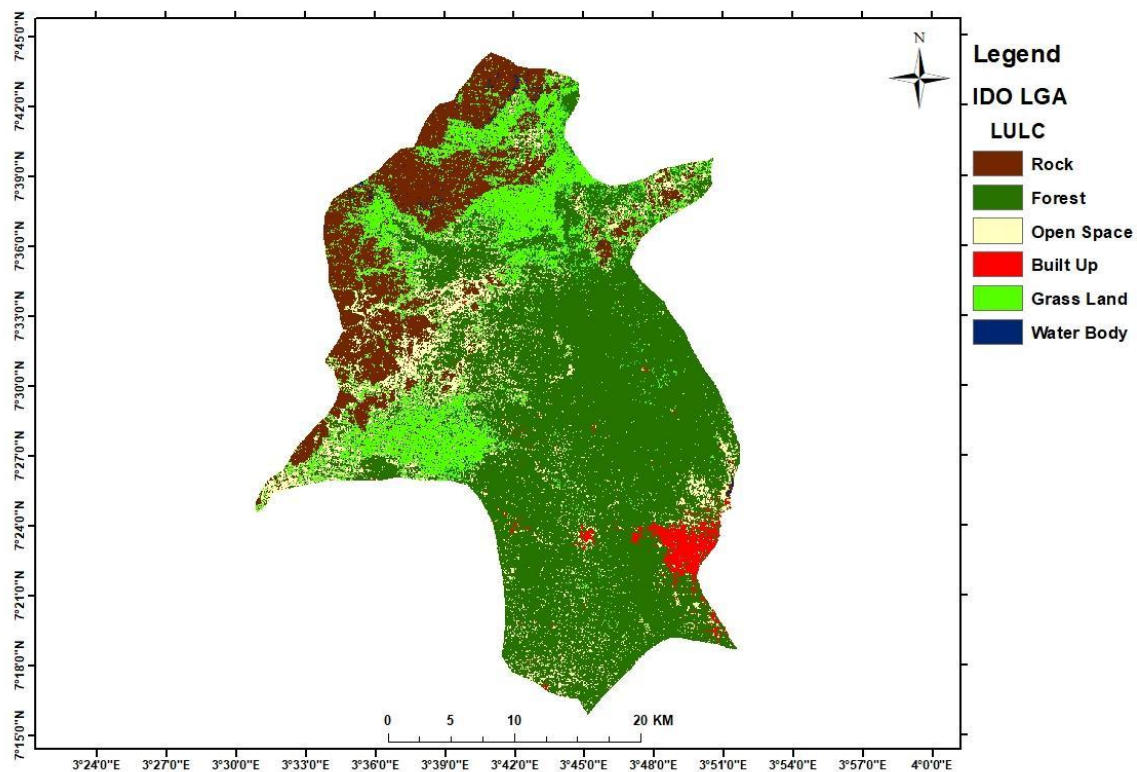 7°45'0"N
7°42'0"N
7°39'0"N
7°36'0"N
7°33'0"N
7°30'0"N
7°27'0"N
7°24'0"N
7°21'0"N
7°18'0"N
7°15'0"N
N
Legend
IDO LGA
LULC
Rock
Forest
Open Space
Built Up
Grass Land
Water Body
0 5 10 20 KM
3°24'0"E 3°27'0"E 3°30'0"E 3°33'0"E 3°36'0"E 3°39'0"E 3°42'0"E 3°45'0"E 3°48'0"E 3°51'0"E 3°54'0"E 3°57'0"E 4°0'0"E